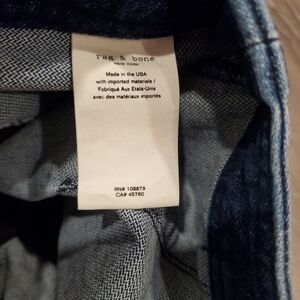 rag & bone
NEW YORK
Made in the USA
with imported materials /
Fabriqué Aux Etats-Unis
avec des matériaux importés
RN# 108879
CA# 45760